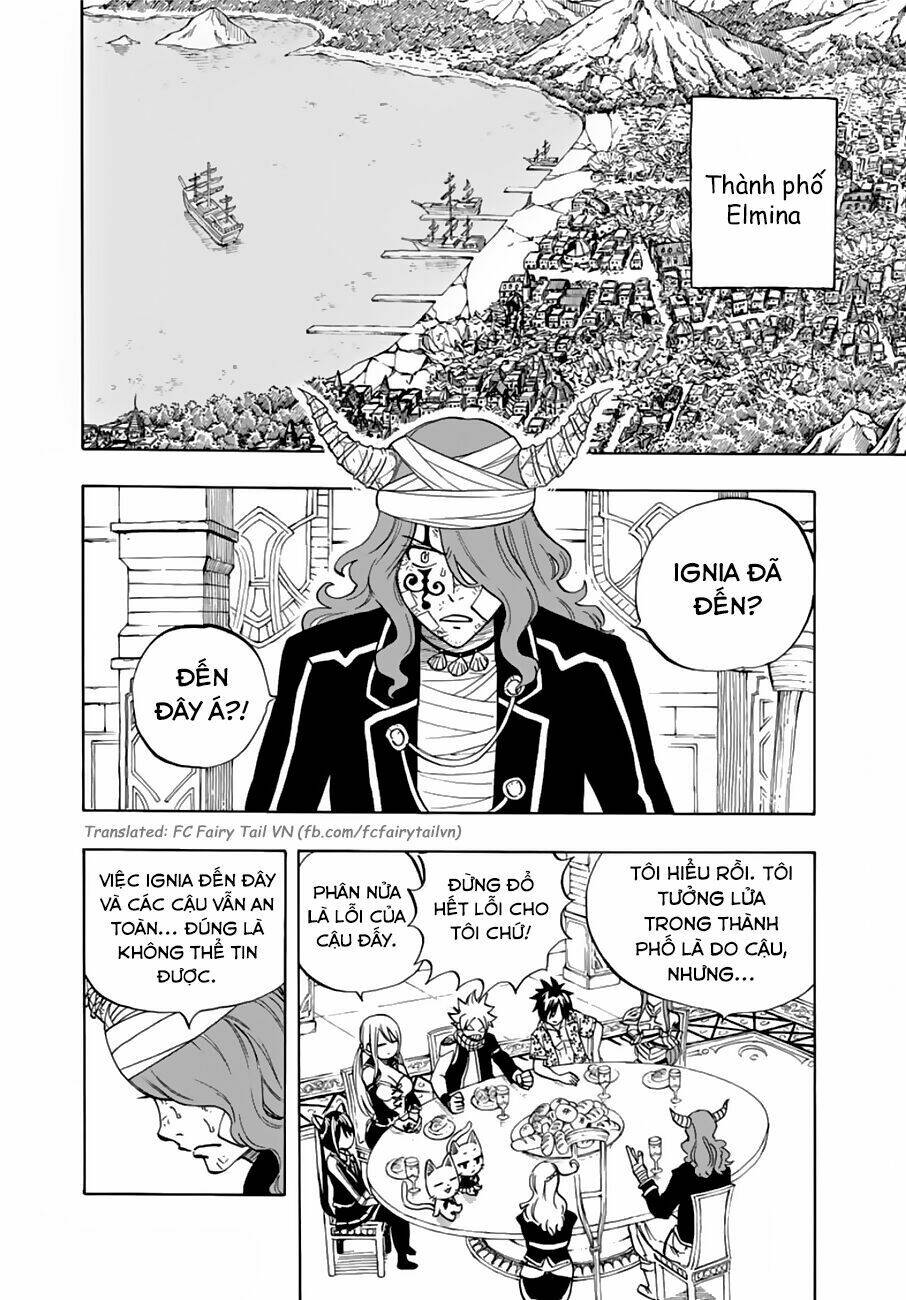 Thành phố
Elmina
IGNIA ĐÃ
ĐẾN?
ĐẾN
ĐÂY Á?!
Translated: FC Fairy Tail VN (fb.com/fcfairytailvn)
TÔI HIỂU RỒI. TÔI
TƯỞNG LỬA
TRONG THÀNH
PHỐ LÀ DO CẬU,
NHƯNG...
ĐỪNG ĐỔ
HẾT LỖI CHO
TÔI CHỨ!
PHÂN NỬA
LÀ LỖI CỦA
CẬU ĐẤY.
VIỆC IGNIA ĐẾN ĐÂY
VÀ CÁC CẬU VẪN AN
TOÀN... ĐÚNG LÀ
KHÔNG THỂ TIN
ĐƯỢC.